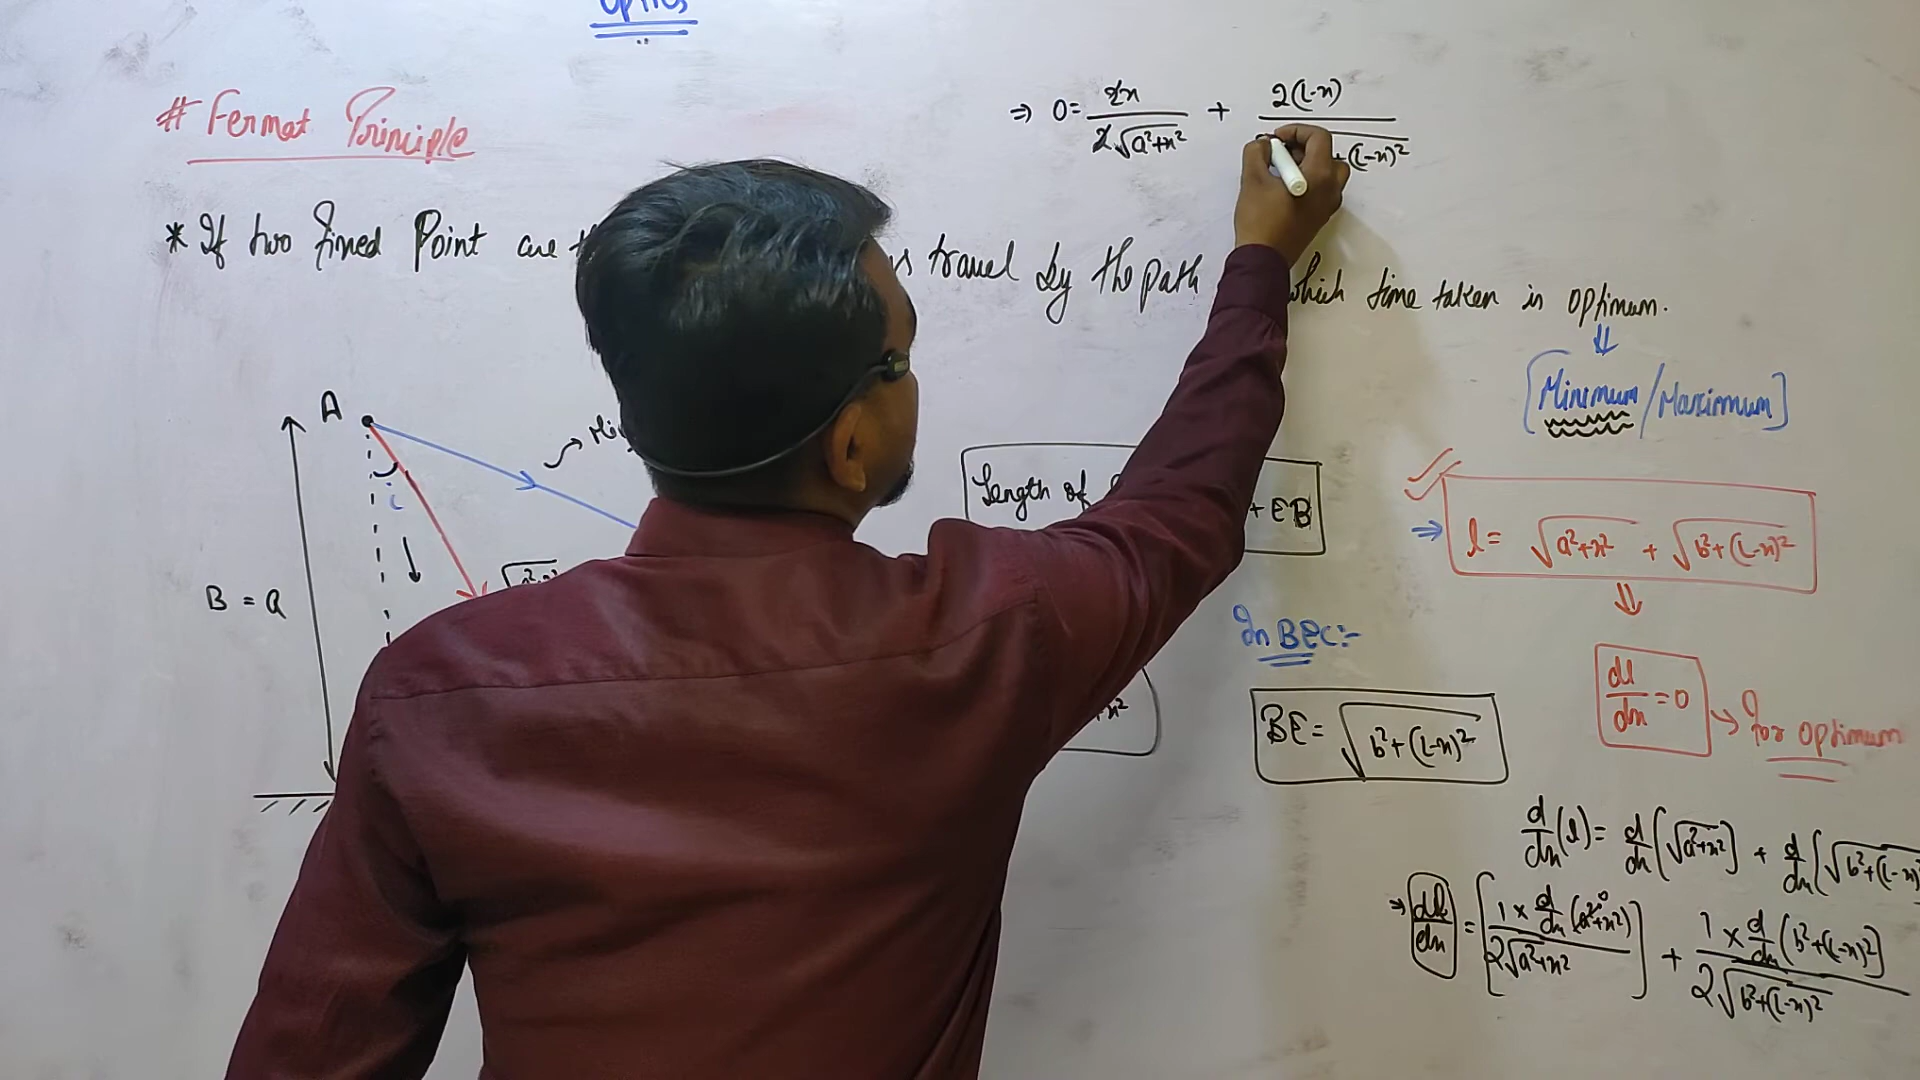 Optics
# Fermat Principle
⇒ 0 = 2x/2√(a²+x²) + 2(L-x)/ +(L-x)²
* If two fixed Point are travel by the path which time taken is optimum.
⇓
[Minimum/Maximum]
A
i
B = a
√
Length of + EB
⇒ l = √(a²+x²) + √(b²+(L-x)²)
⇓
In BEC:-
BE = √(b²+(L-x)²)
dl/dx = 0 → for optimum
d/dx(l) = d/dx(√(a²+x²)) + d/dx(√(b²+(L-x)²
⇒ dl/dx = [1 × d/dx(a²⁰+x²)/2√(a²+x²)] + 1 × d/dx(b²+(L-x)²)/2√(b²+(L-x)²)